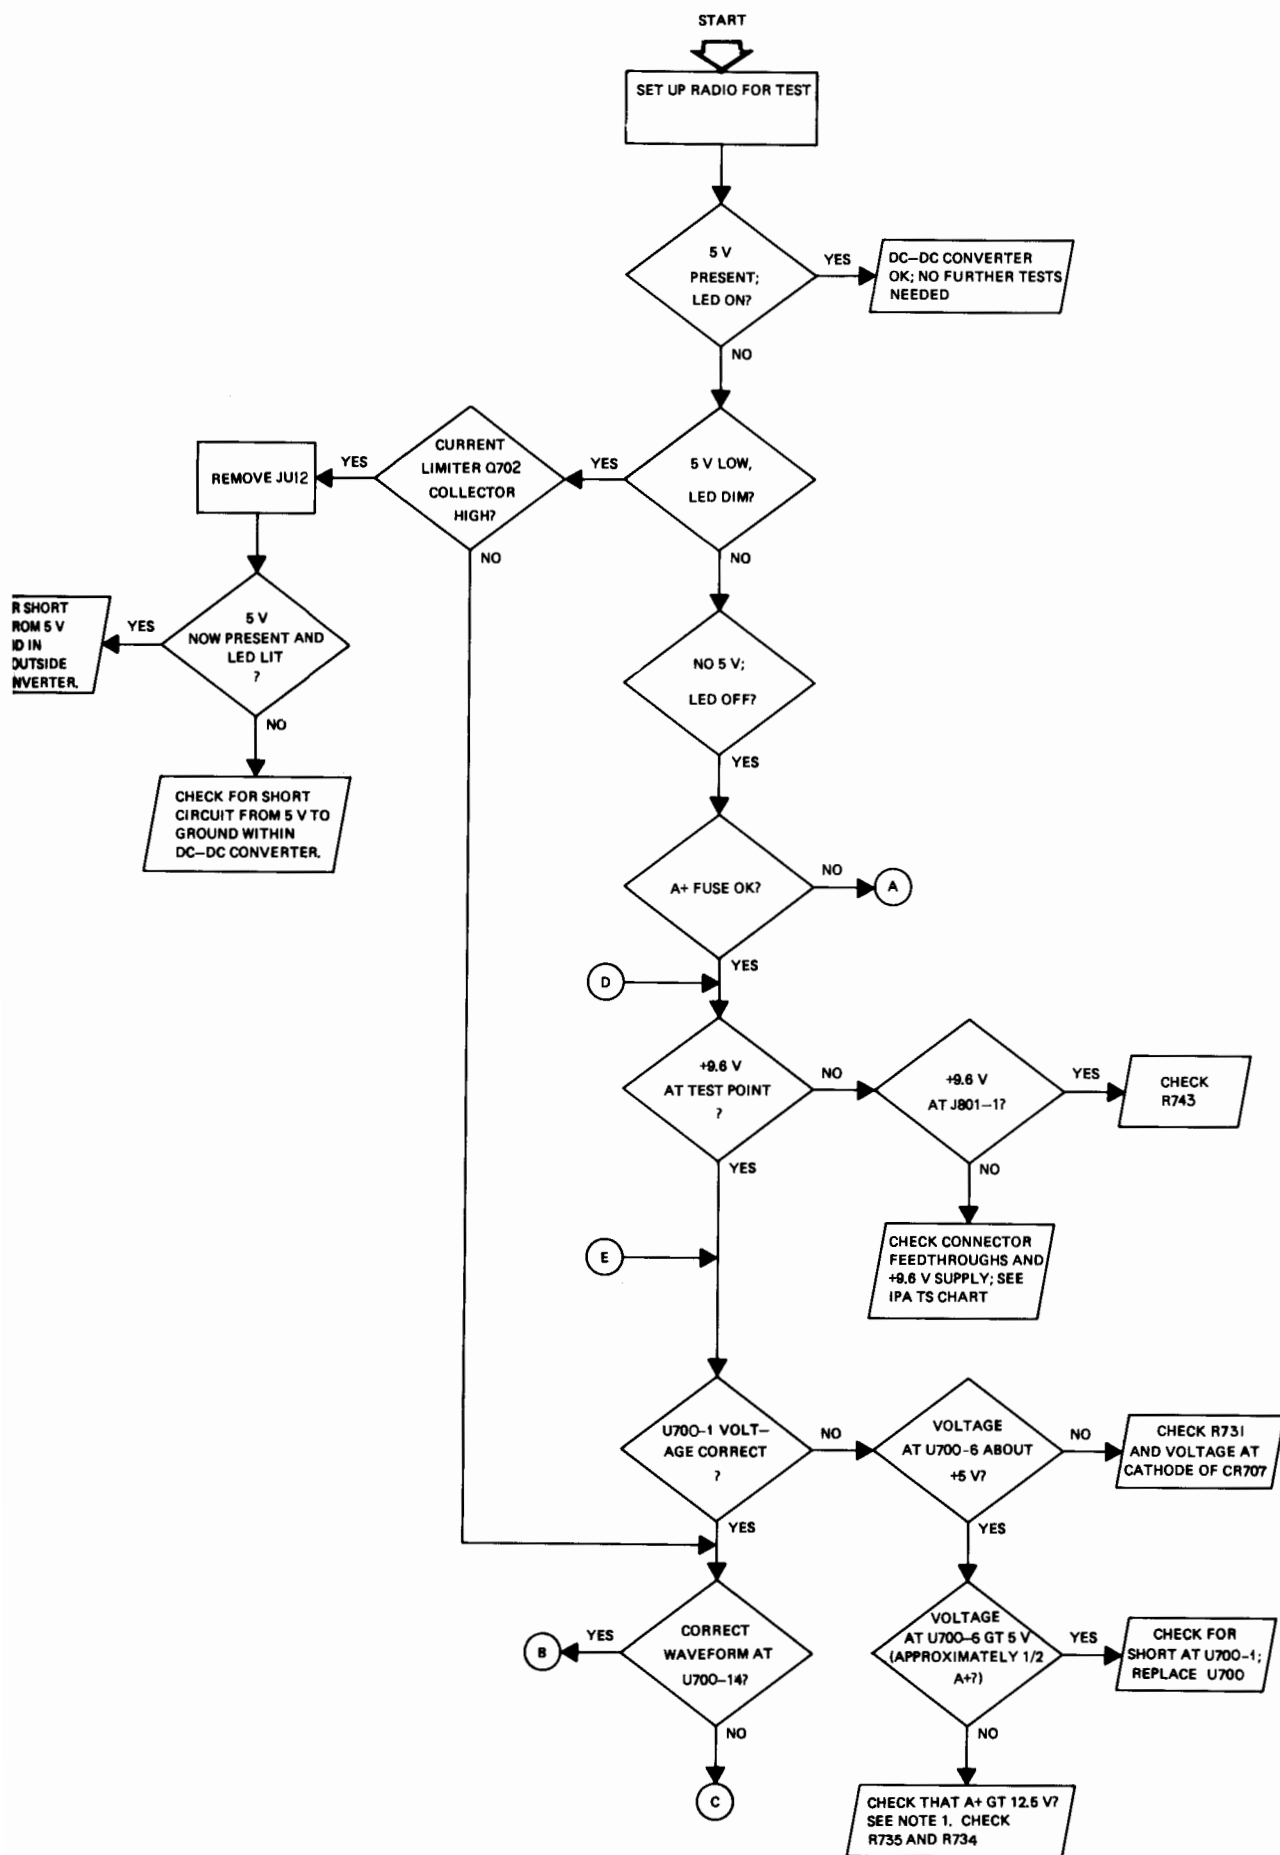 START
SET UP RADIO FOR TEST
5 V
PRESENT;
LED ON?
YES
DC-DC CONVERTER
OK; NO FURTHER TESTS
NEEDED
NO
5 V LOW,
LED DIM?
YES
CURRENT
LIMITER Q702
COLLECTOR
HIGH?
YES
REMOVE JU12
NO
NO
5 V
NOW PRESENT AND
LED LIT
?
YES
R SHORT
ROM 5 V
ID IN
OUTSIDE
NVERTER.
NO
CHECK FOR SHORT
CIRCUIT FROM 5 V TO
GROUND WITHIN
DC-DC CONVERTER.
NO 5 V;
LED OFF?
YES
A+ FUSE OK?
NO
A
YES
D
+9.6 V
AT TEST POINT
?
NO
+9.6 V
AT J801-1?
YES
CHECK
R743
YES
NO
CHECK CONNECTOR
FEEDTHROUGHS AND
+9.6 V SUPPLY; SEE
IPA TS CHART
E
U700-1 VOLT-
AGE CORRECT
?
NO
VOLTAGE
AT U700-6 ABOUT
+5 V?
NO
CHECK R731
AND VOLTAGE AT
CATHODE OF CR707
YES
YES
CORRECT
WAVEFORM AT
U700-14?
YES
B
NO
C
VOLTAGE
AT U700-6 GT 5 V
(APPROXIMATELY 1/2
A+?)
YES
CHECK FOR
SHORT AT U700-1;
REPLACE U700
NO
CHECK THAT A+ GT 12.5 V?
SEE NOTE 1. CHECK
R735 AND R734